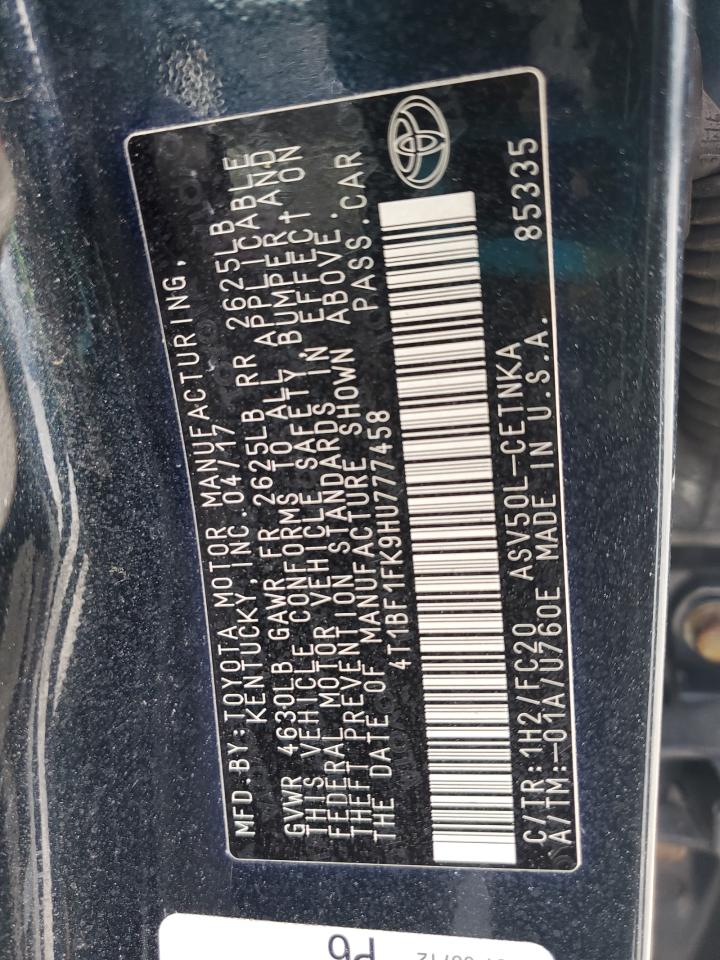 MFD.BY:TOYOTA MOTOR MANUFACTURING,
KENTUCKY, INC.04/17
GVWR 4630LB GAWR FR 2625LB RR 2625LB
THIS VEHICLE CONFORMS TO ALL APPLICABLE
FEDERAL MOTOR VEHICLE SAFETY, BUMPER AND
THEFT PREVENTION STANDARDS IN EFFECT ON
THE DATE OF MANUFACTURE SHOWN ABOVE.
4T1BF1FK9HU777458 PASS.CAR
C/TR:1H2/FC20 ASV50L-CETNKA 85335
A/TM:-01A/U760E MADE IN U.S.A.
P6